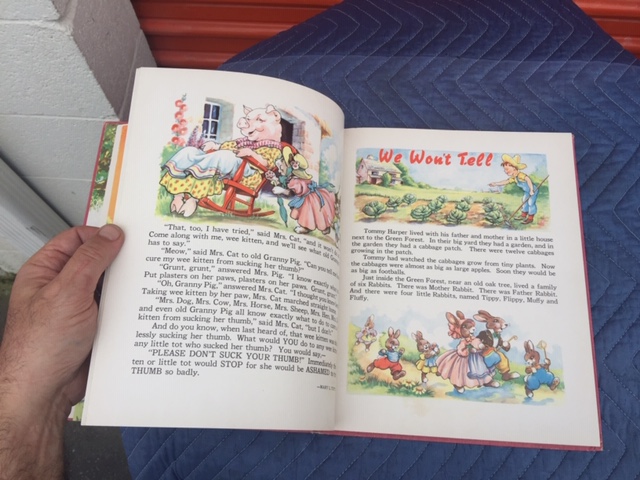 "That, too, I have tried," said Mrs. Cat, "and it won't
Come along with me, wee kitten, and we'll see what old
has to say."
"Meow," said Mrs. Cat to old Granny Pig. "Can you tell me
cure my wee kitten from sucking her thumb?"
"Grunt, grunt," answered Mrs. Pig. "I know exactly
Put plasters on her paws, plasters on her paws. Grunt,
"Oh, Granny Pig," answered Mrs. Cat. "I thought you
Taking wee kitten by her paw, Mrs. Cat marched straight
"Mrs. Dog, Mrs. Cow, Mrs. Horse, Mrs. Sheep, Mrs.
and even old Granny Pig all know exactly what to do to
kitten from sucking her thumb," said Mrs. Cat, "but I don't."
And do you know, when last heard of, that wee kitten was
lessly sucking her thumb. What would YOU do to any wee
any little tot who sucked her thumb? You would say—
"PLEASE DON'T SUCK YOUR THUMB!" Immediately
ten or little tot would STOP for she would be ASHAMED
THUMB so badly.
We Won't Tell
Tommy Harper lived with his father and mother in a little house
next to the Green Forest. In their big yard they had a garden, and in
the garden they had a cabbage patch. There were twelve cabbages
growing in the patch.
Tommy had watched the cabbages grow from tiny plants. Now
the cabbages were almost as big as large apples. Soon they would be
as big as footballs.
Just inside the Green Forest, near an old oak tree, lived a family
of six Rabbits. There was Mother Rabbit. There was Father Rabbit.
And there were four little Rabbits, named Tippy, Flippy, Muffy and
Fluffy.